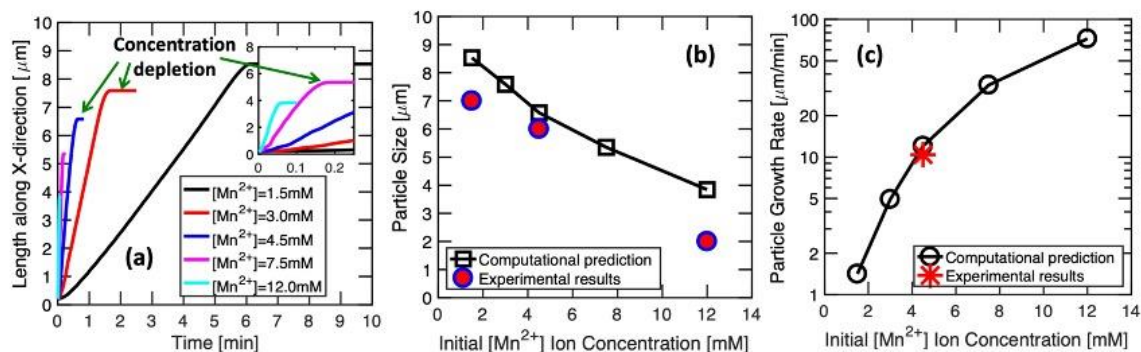 (a)
Length along X-direction [ μm]
10
9
8
7
6
5
4
3
2
1
0
Concentration
depletion
8
6
4
2
0
0 0.1 0.2
[Mn2+]=1.5mM
[Mn2+]=3.0mM
[Mn2+]=4.5mM
[Mn2+]=7.5mM
[Mn2+]=12.0mM
0 1 2 3 4 5 6 7 8 9 10
Time [min]
(b)
Particle Size [μm]
10
9
8
7
6
5
4
3
2
1
0
Computational prediction
Experimental results
0 2 4 6 8 10 12 14
Initial [Mn2+] Ion Concentration [mM]
(c)
Particle Growth Rate [μm/min]
100
50
20
10
5
2
1
Computational prediction
Experimental results
0 2 4 6 8 10 12 14
Initial [Mn2+] Ion Concentration [mM]